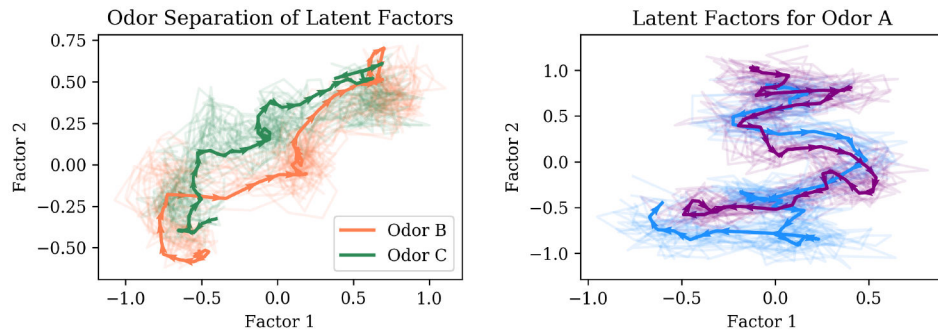 Odor Separation of Latent Factors
0.75
0.50
0.25
0.00
−0.25
−0.50
Factor 2
−1.0
−0.5
0.0
0.5
1.0
Factor 1
Odor B
Odor C
Latent Factors for Odor A
1.0
0.5
0.0
−0.5
−1.0
Factor 2
−1.0
−0.5
0.0
0.5
Factor 1